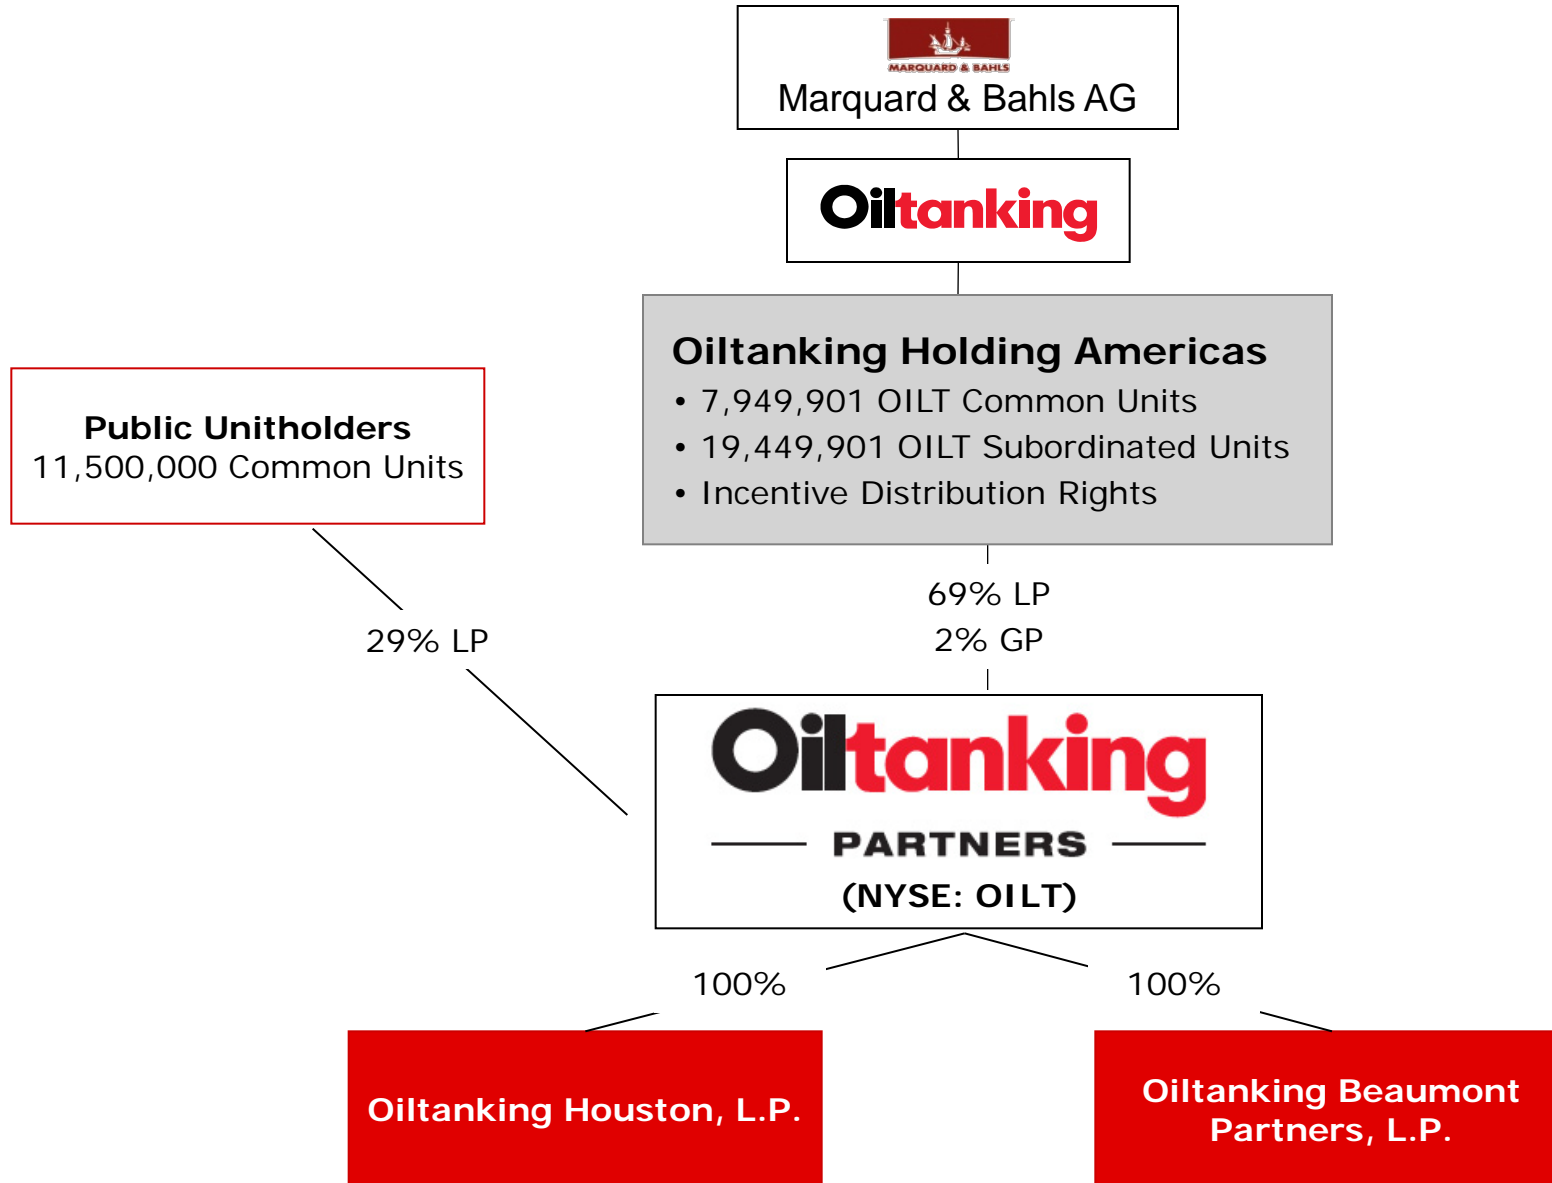 MARQUARD & BAHLS
Marquard & Bahls AG
Oiltanking
Oiltanking Holding Americas
• 7,949,901 OILT Common Units
• 19,449,901 OILT Subordinated Units
• Incentive Distribution Rights
Public Unitholders
11,500,000 Common Units
69% LP
2% GP
29% LP
Oiltanking
PARTNERS
(NYSE: OILT)
100%
100%
Oiltanking Houston, L.P.
Oiltanking Beaumont
Partners, L.P.